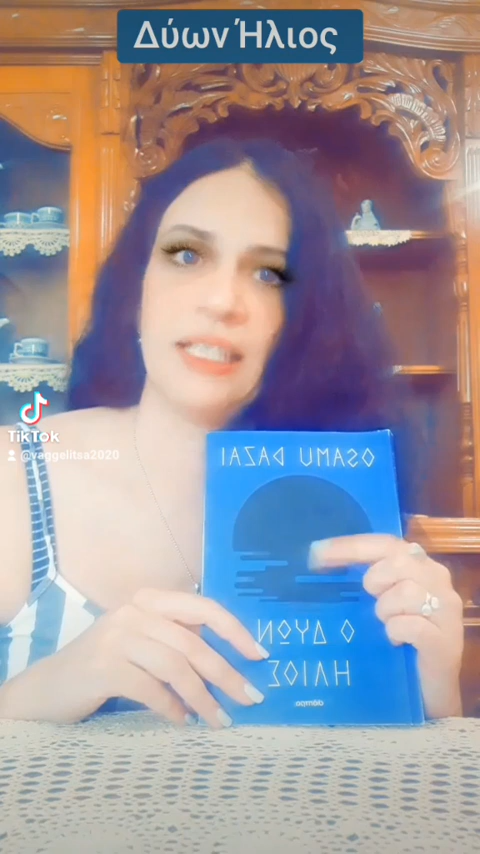 Δύων Ήλιος
TikTok
@vaggelitsa2020
OSAMU DAZAI
Ο ΔΥΩΝ
ΗΛΙΟΣ